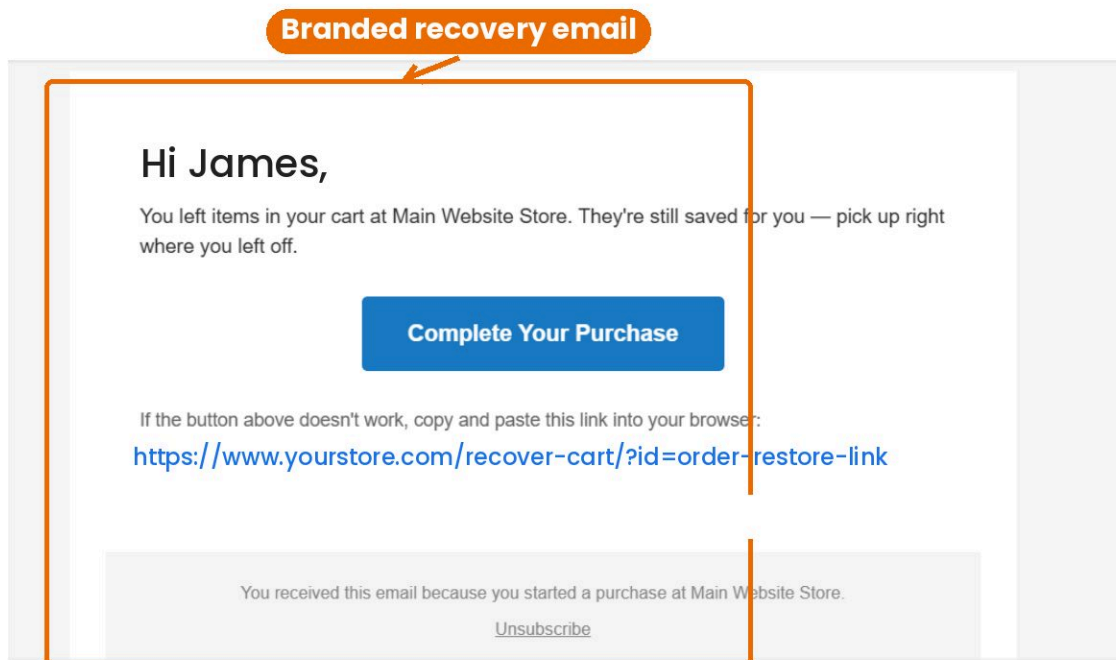 Branded recovery email
Hi James,
You left items in your cart at Main Website Store. They're still saved for you — pick up right
where you left off.
Complete Your Purchase
If the button above doesn't work, copy and paste this link into your browser:
https://www.yourstore.com/recover-cart/?id=order-restore-link
You received this email because you started a purchase at Main Website Store.
Unsubscribe